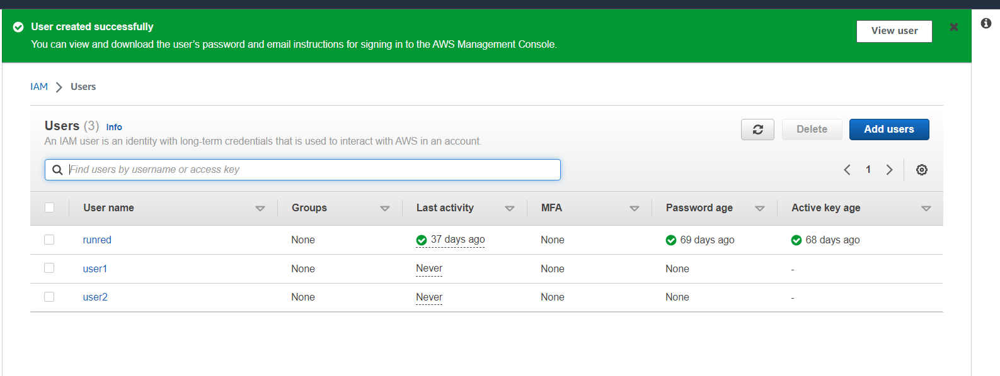 User created successfully
View user
You can view and download the user's password and email instructions for signing in to the AWS Management Console.
IAM Users
Users (3) Info
Refresh Delete Add users
An IAM user is an identity with long-term credentials that is used to interact with AWS in an account.
Find users by username or access key
1
User name Groups Last activity MFA Password age Active key age
runred None 37 days ago None 69 days ago 68 days ago
user1 None Never None None -
user2 None Never None None -